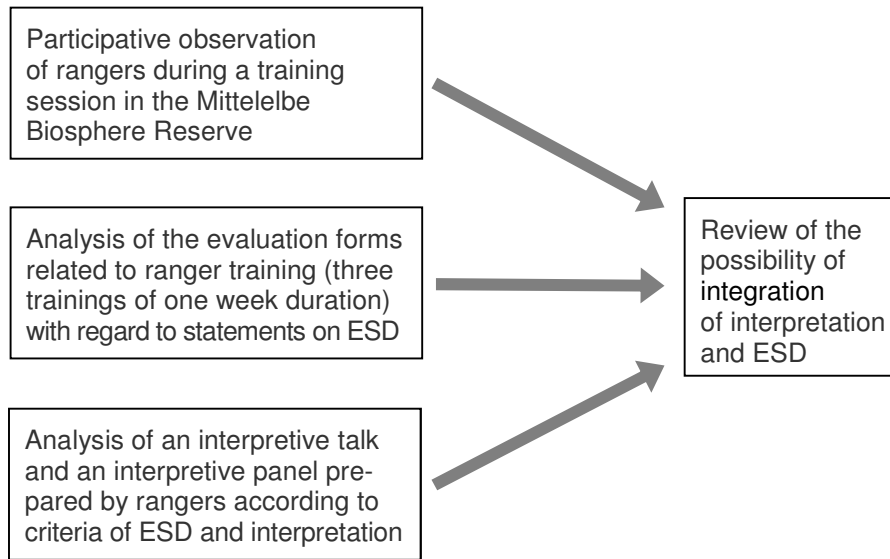 Participative observation
of rangers during a training
session in the Mittelelbe
Biosphere Reserve
Analysis of the evaluation forms
related to ranger training (three
trainings of one week duration)
with regard to statements on ESD
Analysis of an interpretive talk
and an interpretive panel pre-
pared by rangers according to
criteria of ESD and interpretation
Review of the
possibility of
integration
of interpretation
and ESD